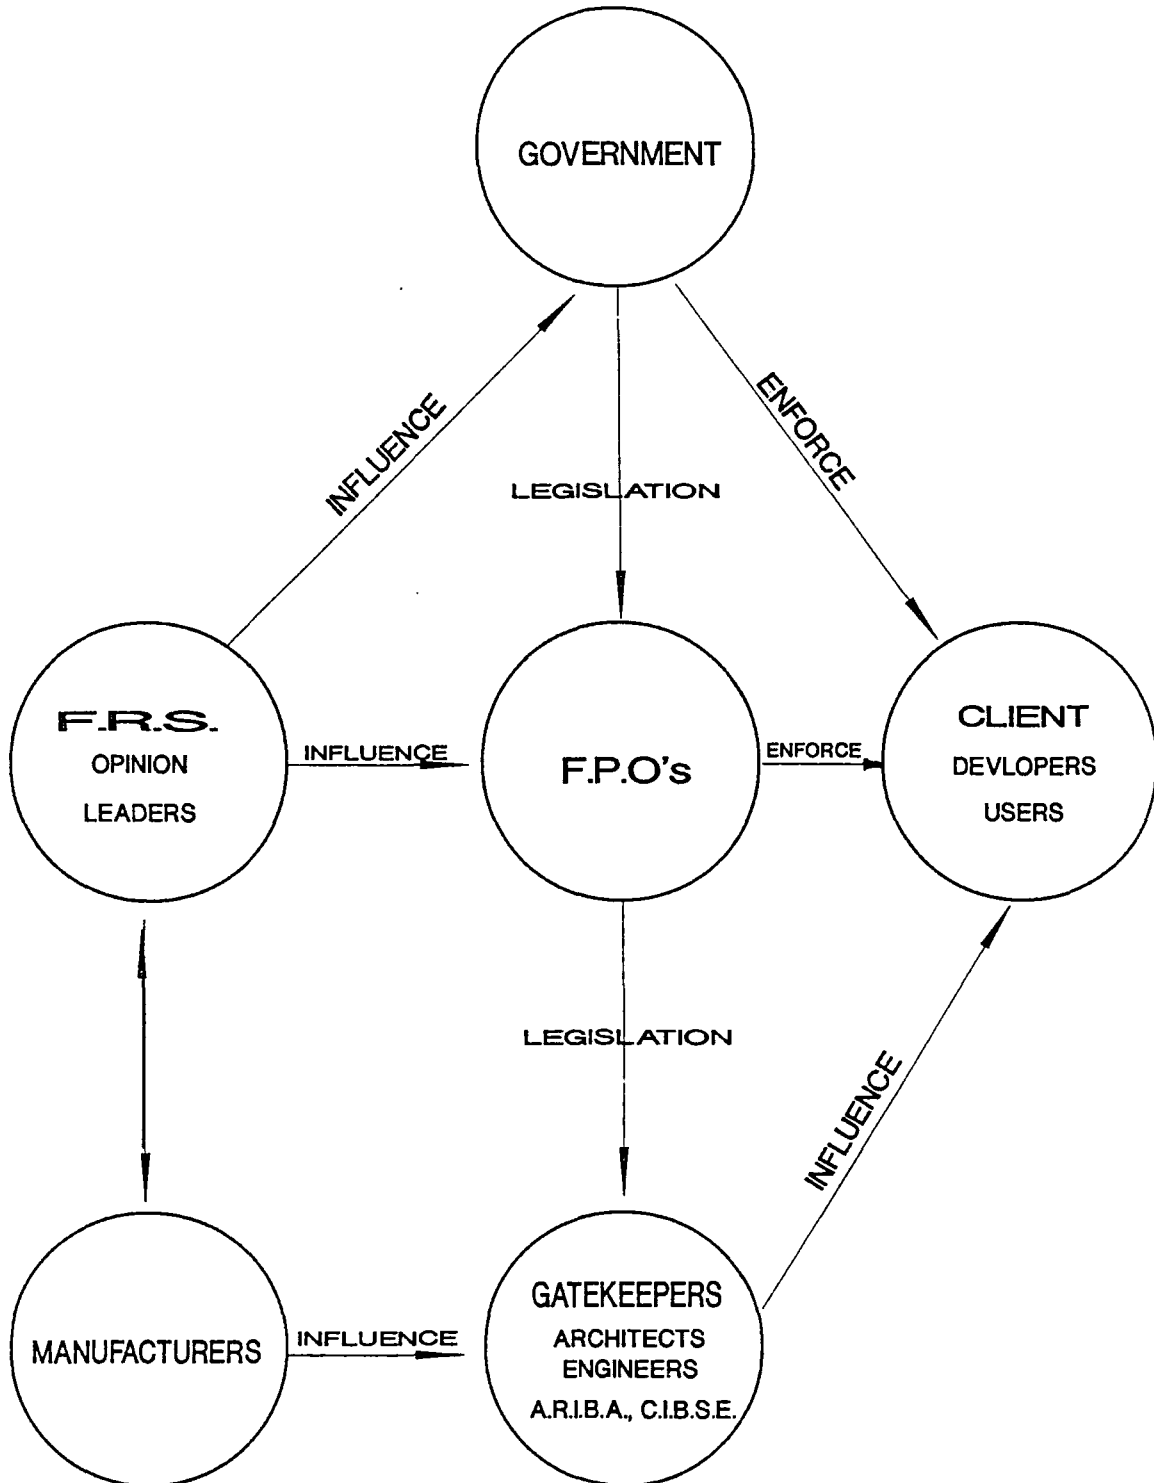 GOVERNMENT
INFLUENCE
ENFORCE
LEGISLATION
F.R.S.
OPINION
LEADERS
INFLUENCE
F.P.O's
ENFORCE
CLIENT
DEVLOPERS
USERS
LEGISLATION
INFLUENCE
MANUFACTURERS
INFLUENCE
GATEKEEPERS
ARCHITECTS
ENGINEERS
A.R.I.B.A., C.I.B.S.E.